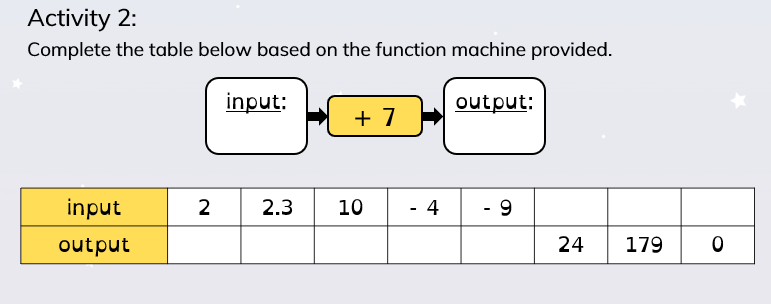 Activity 2:
Complete the table below based on the function machine provided.
input: + 7 output:
input 2 2.3 10 - 4 - 9
output 24 179 0